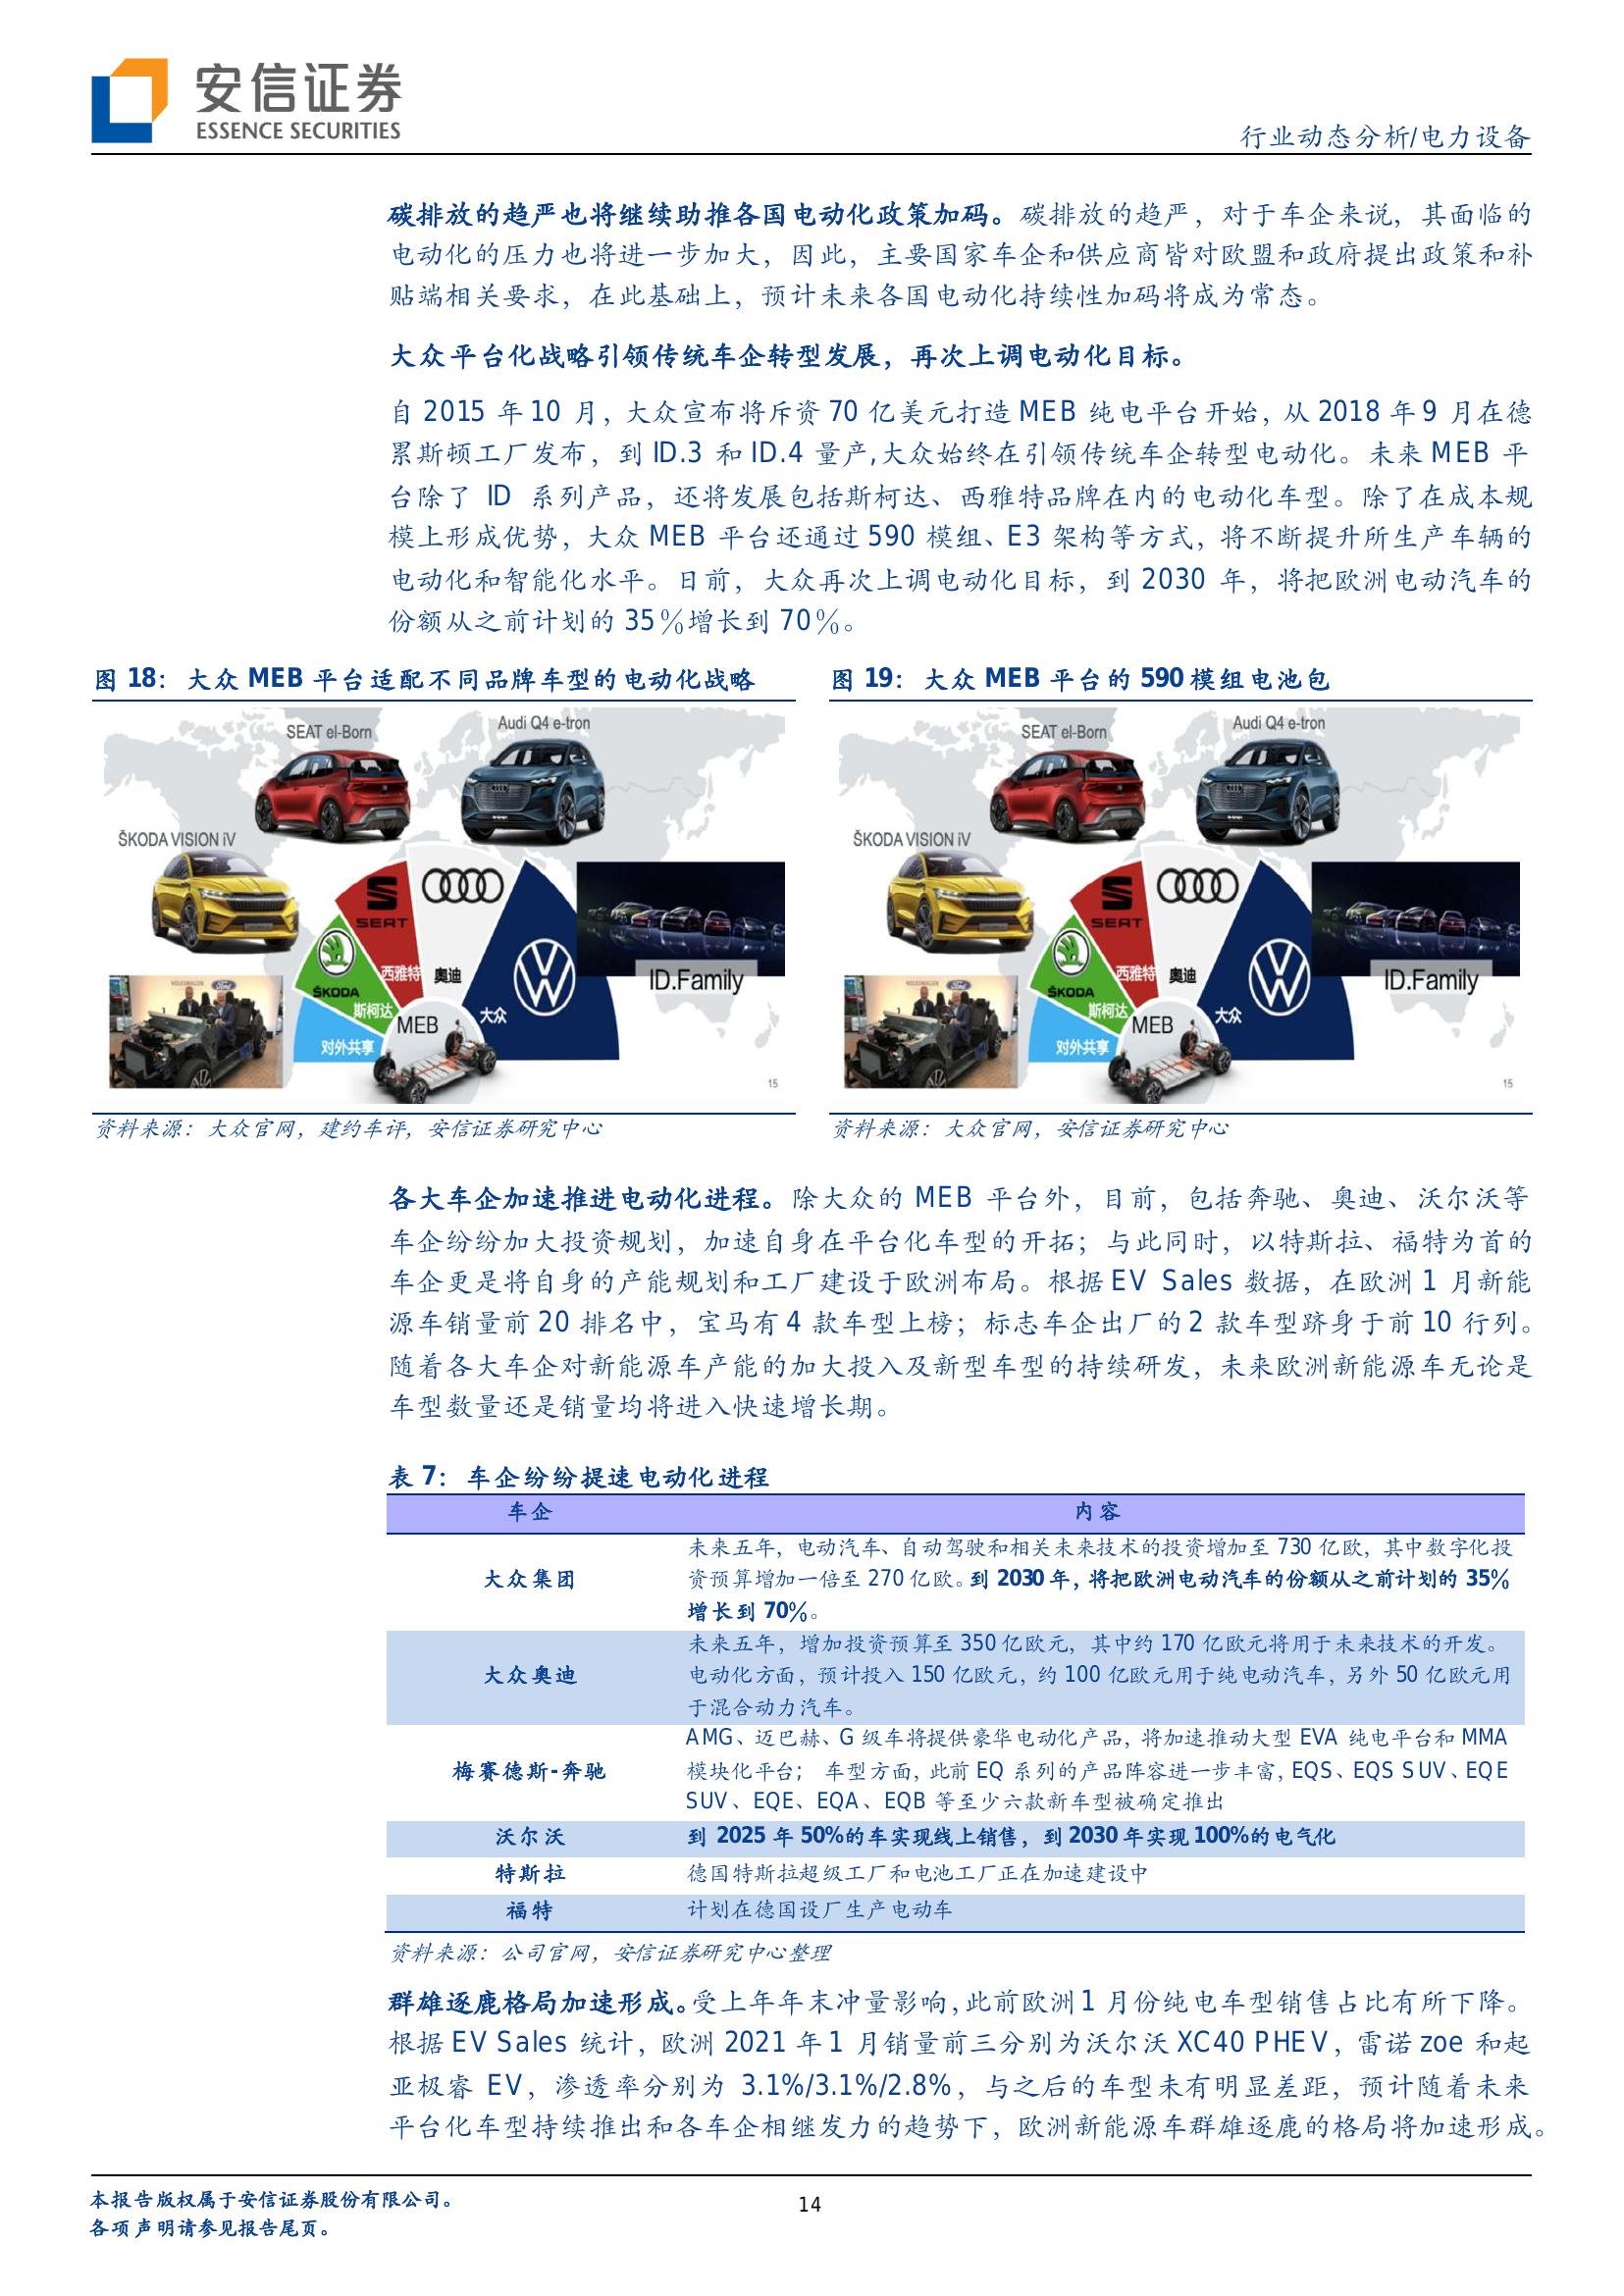 安信证券
ESSENCE SECURITIES
行业动态分析/电力设备
碳排放的趋严也将继续助推各国电动化政策加码。碳排放的趋严，对于车企来说，其面临的
电动化的压力也将进一步加大，因此，主要国家车企和供应商皆对欧盟和政府提出政策和补
贴端相关要求，在此基础上，预计未来各国电动化持续性加码将成为常态。
大众平台化战略引领传统车企转型发展，再次上调电动化目标。
自 2015 年 10 月，大众宣布将斥资 70 亿美元打造 MEB 纯电平台开始，从 2018 年 9 月在德
累斯顿工厂发布，到 ID.3 和 ID.4 量产,大众始终在引领传统车企转型电动化。未来 MEB 平
台除了 ID 系列产品，还将发展包括斯柯达、西雅特品牌在内的电动化车型。除了在成本规
模上形成优势，大众 MEB 平台还通过 590 模组、E3 架构等方式，将不断提升所生产车辆的
电动化和智能化水平。日前，大众再次上调电动化目标，到 2030 年，将把欧洲电动汽车的
份额从之前计划的 35％增长到 70％。
图 18：大众 MEB 平台适配不同品牌车型的电动化战略
SEAT el-Born
Audi Q4 e-tron
ŠKODA VISION iV
SEAT
西雅特
奥迪
ŠKODA
斯柯达
MEB
大众
对外共享
ID.Family
15
资料来源：大众官网，建约车评，安信证券研究中心
图 19：大众 MEB 平台的 590 模组电池包
SEAT el-Born
Audi Q4 e-tron
ŠKODA VISION iV
SEAT
西雅特
奥迪
ŠKODA
斯柯达
MEB
大众
对外共享
ID.Family
15
资料来源：大众官网，安信证券研究中心
各大车企加速推进电动化进程。除大众的 MEB 平台外，目前，包括奔驰、奥迪、沃尔沃等
车企纷纷加大投资规划，加速自身在平台化车型的开拓；与此同时，以特斯拉、福特为首的
车企更是将自身的产能规划和工厂建设于欧洲布局。根据 EV Sales 数据，在欧洲 1 月新能
源车销量前 20 排名中，宝马有 4 款车型上榜；标志车企出厂的 2 款车型跻身于前 10 行列。
随着各大车企对新能源车产能的加大投入及新型车型的持续研发，未来欧洲新能源车无论是
车型数量还是销量均将进入快速增长期。
表 7：车企纷纷提速电动化进程
车企 内容
未来五年，电动汽车、自动驾驶和相关未来技术的投资增加至 730 亿欧，其中数字化投
大众集团 资预算增加一倍至 270 亿欧。到 2030 年，将把欧洲电动汽车的份额从之前计划的 35％
增长到 70％。
未来五年，增加投资预算至 350 亿欧元，其中约 170 亿欧元将用于未来技术的开发。
大众奥迪 电动化方面，预计投入 150 亿欧元，约 100 亿欧元用于纯电动汽车，另外 50 亿欧元用
于混合动力汽车。
AMG、迈巴赫、G 级车将提供豪华电动化产品，将加速推动大型 EVA 纯电平台和 MMA
梅赛德斯-奔驰 模块化平台； 车型方面，此前 EQ 系列的产品阵容进一步丰富，EQS、EQS SUV、EQE
SUV、EQE、EQA、EQB 等至少六款新车型被确定推出
沃尔沃 到 2025 年 50%的车实现线上销售，到 2030 年实现 100%的电气化
特斯拉 德国特斯拉超级工厂和电池工厂正在加速建设中
福特 计划在德国设厂生产电动车
资料来源：公司官网，安信证券研究中心整理
群雄逐鹿格局加速形成。受上年年末冲量影响，此前欧洲 1 月份纯电车型销售占比有所下降。
根据 EV Sales 统计，欧洲 2021 年 1 月销量前三分别为沃尔沃 XC40 PHEV，雷诺 zoe 和起
亚极睿 EV，渗透率分别为 3.1%/3.1%/2.8%，与之后的车型未有明显差距，预计随着未来
平台化车型持续推出和各车企相继发力的趋势下，欧洲新能源车群雄逐鹿的格局将加速形成。
本报告版权属于安信证券股份有限公司。
14
各项声明请参见报告尾页。